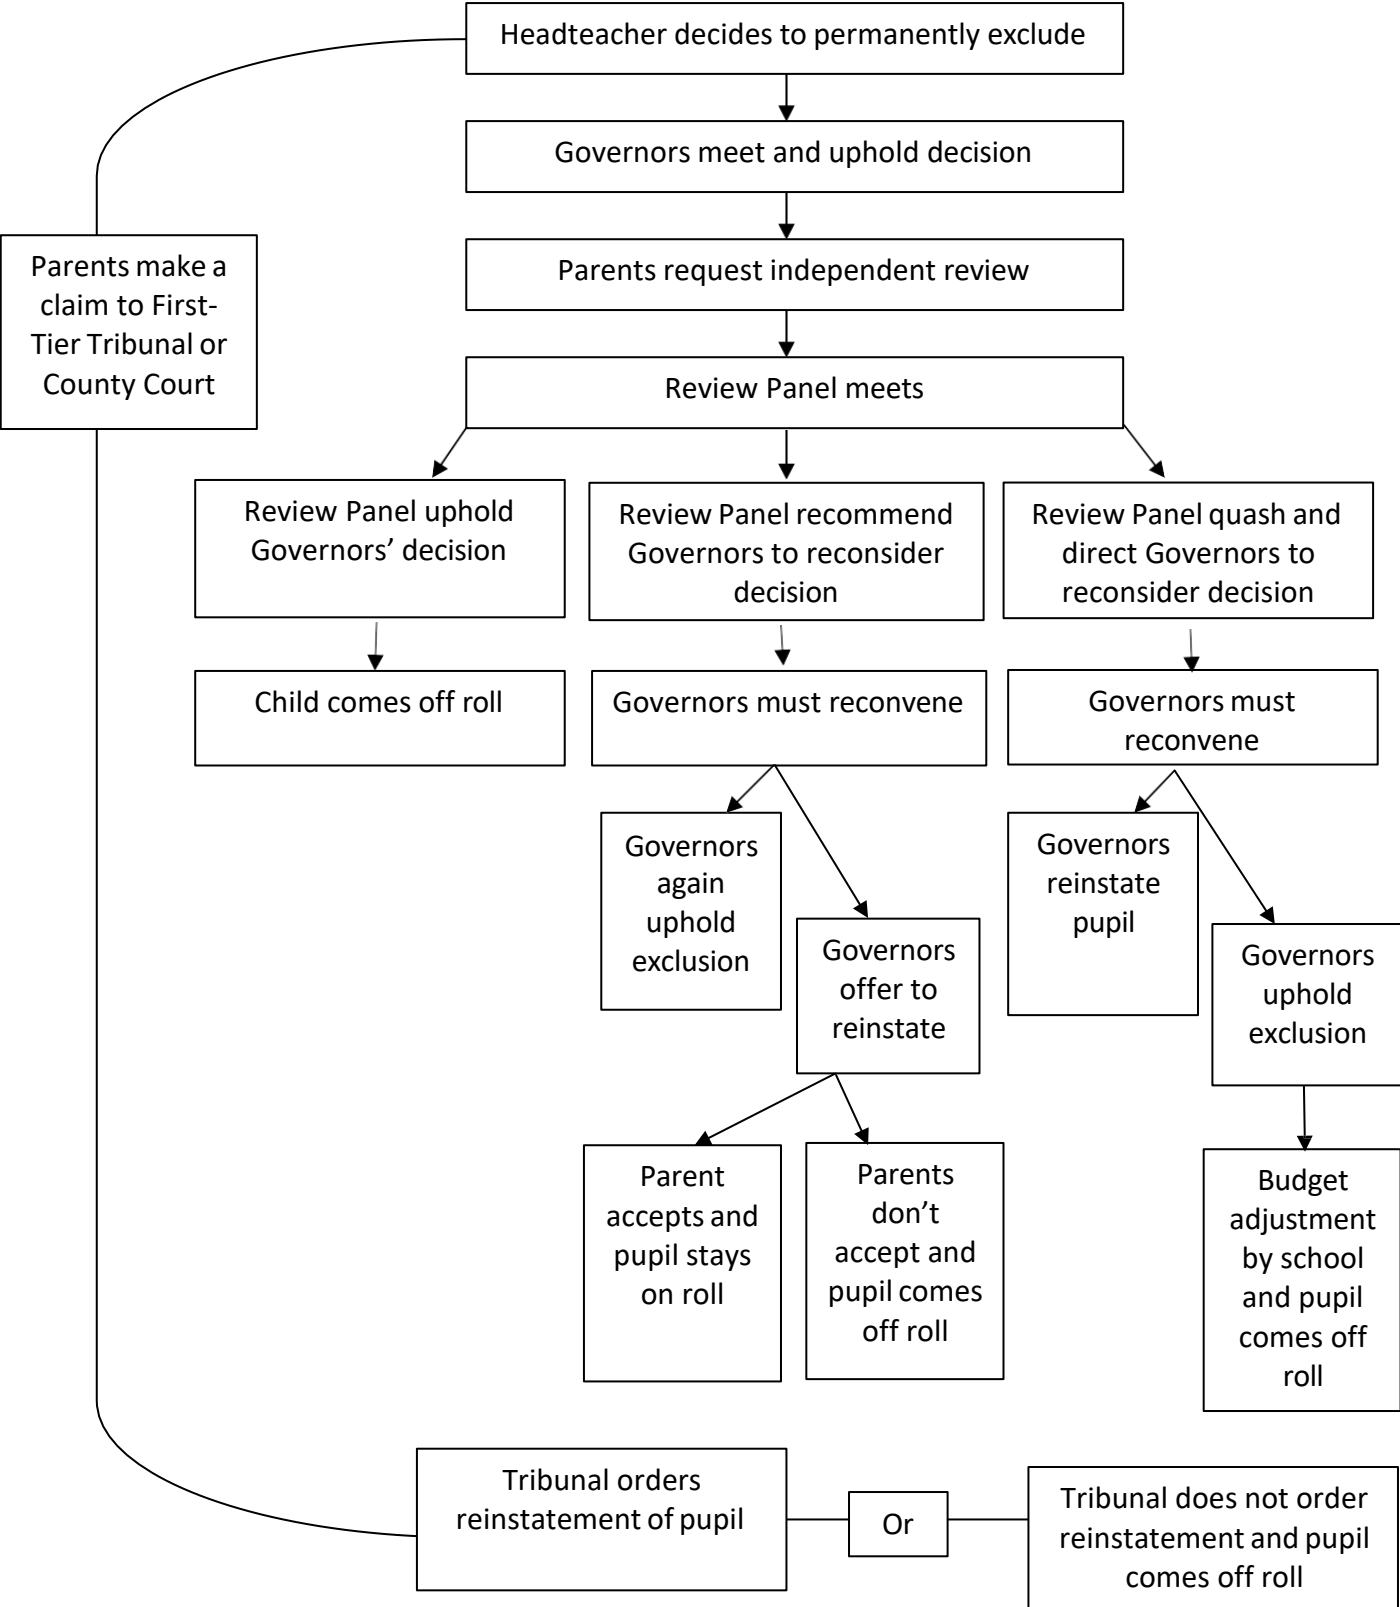 Headteacher decides to permanently exclude
Governors meet and uphold decision
Parents request independent review
Parents make a
claim to First-
Tier Tribunal or
County Court
Review Panel meets
Review Panel uphold
Governors’ decision
Review Panel recommend
Governors to reconsider
decision
Review Panel quash and
direct Governors to
reconsider decision
Child comes off roll
Governors must reconvene
Governors must
reconvene
Governors
again
uphold
exclusion
Governors
offer to
reinstate
Governors
reinstate
pupil
Governors
uphold
exclusion
Parent
accepts and
pupil stays
on roll
Parents
don’t
accept and
pupil comes
off roll
Budget
adjustment
by school
and pupil
comes off
roll
Tribunal orders
reinstatement of pupil
Or
Tribunal does not order
reinstatement and pupil
comes off roll